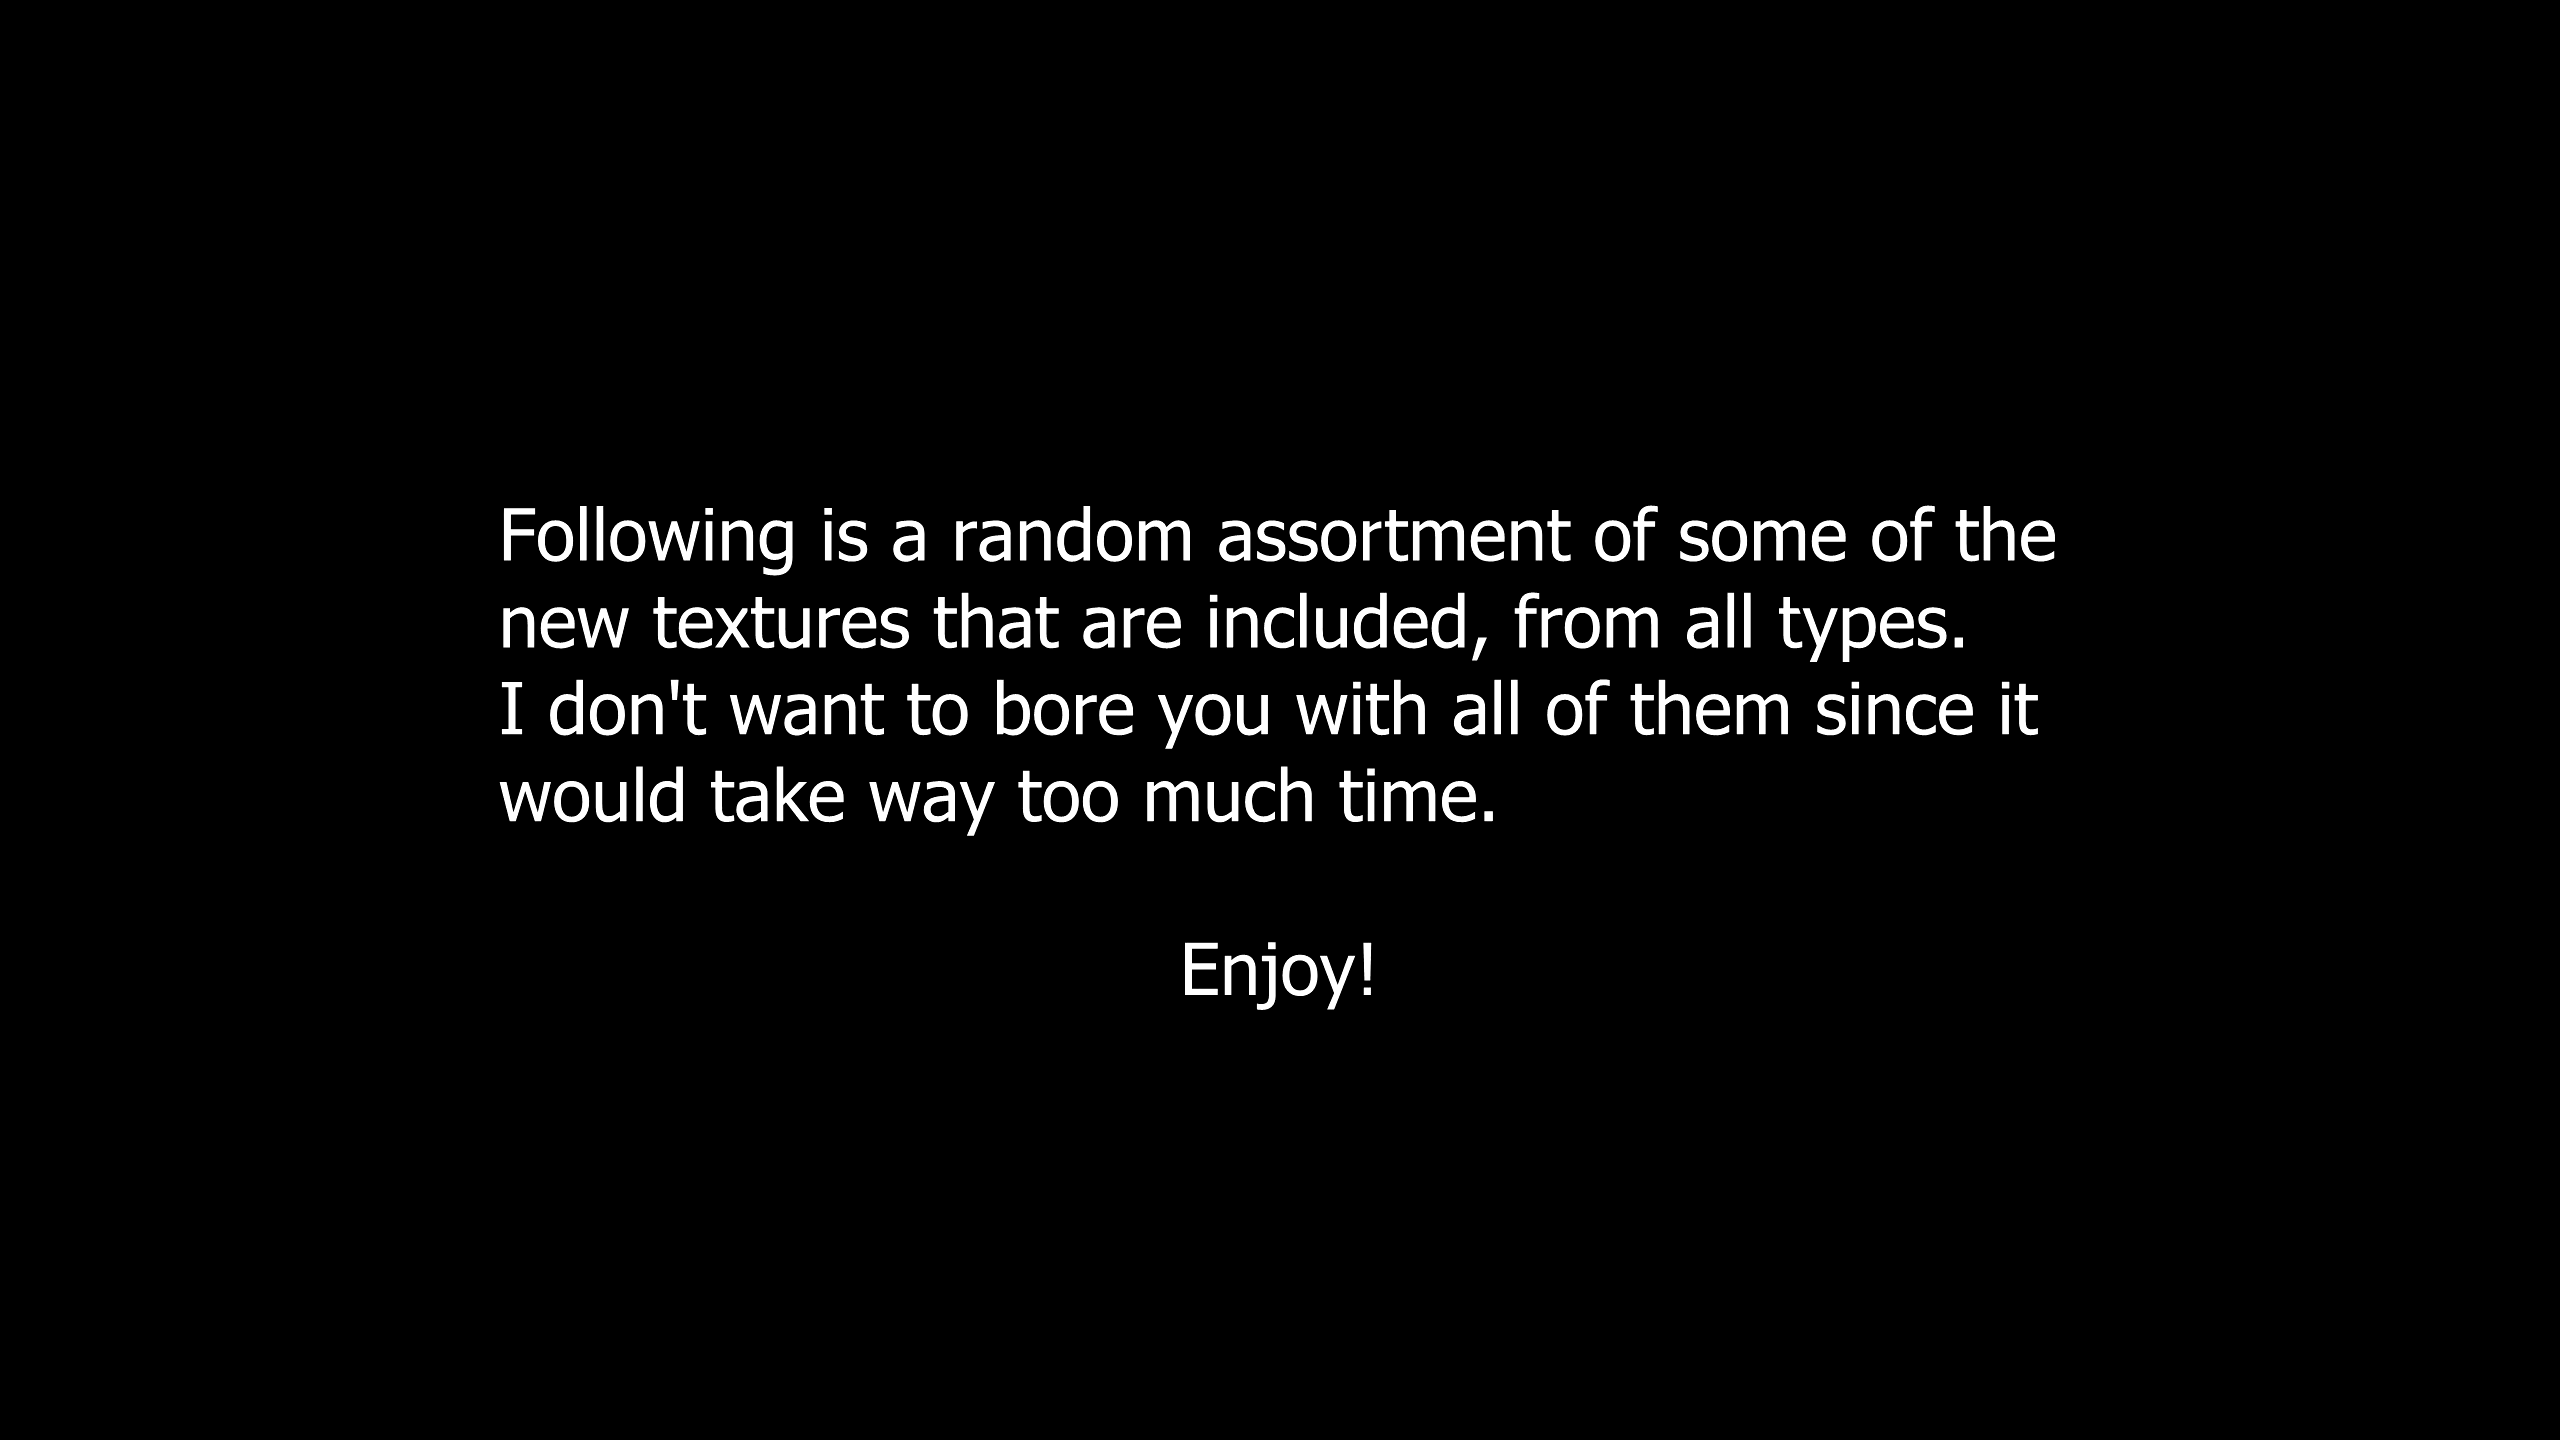 Following is a random assortment of some of the
new textures that are included, from all types.
I don't want to bore you with all of them since it
would take way too much time.
Enjoy!